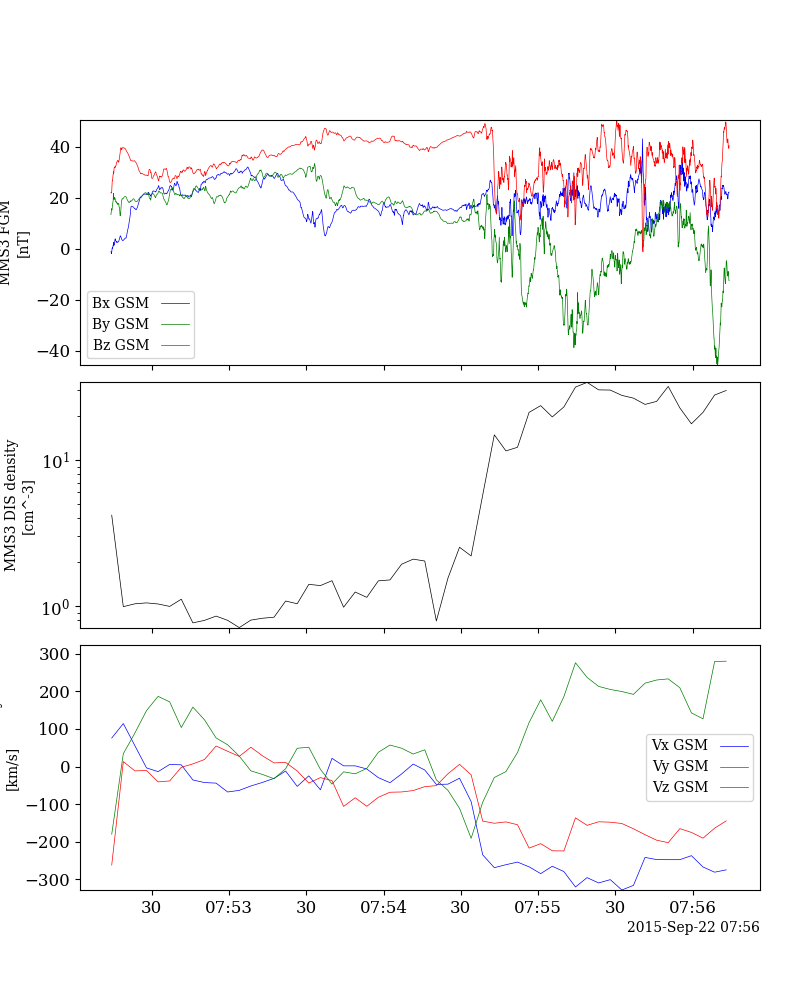 40
20
0
−20
−40
MMS3 FGM
[nT]
Bx GSM
By GSM
Bz GSM
10^1
10^0
MMS3 DIS density
[cm^-3]
300
200
100
0
−100
−200
−300
[km/s]
Vx GSM
Vy GSM
Vz GSM
30 07:53 30 07:54 30 07:55 30 07:56
2015-Sep-22 07:56